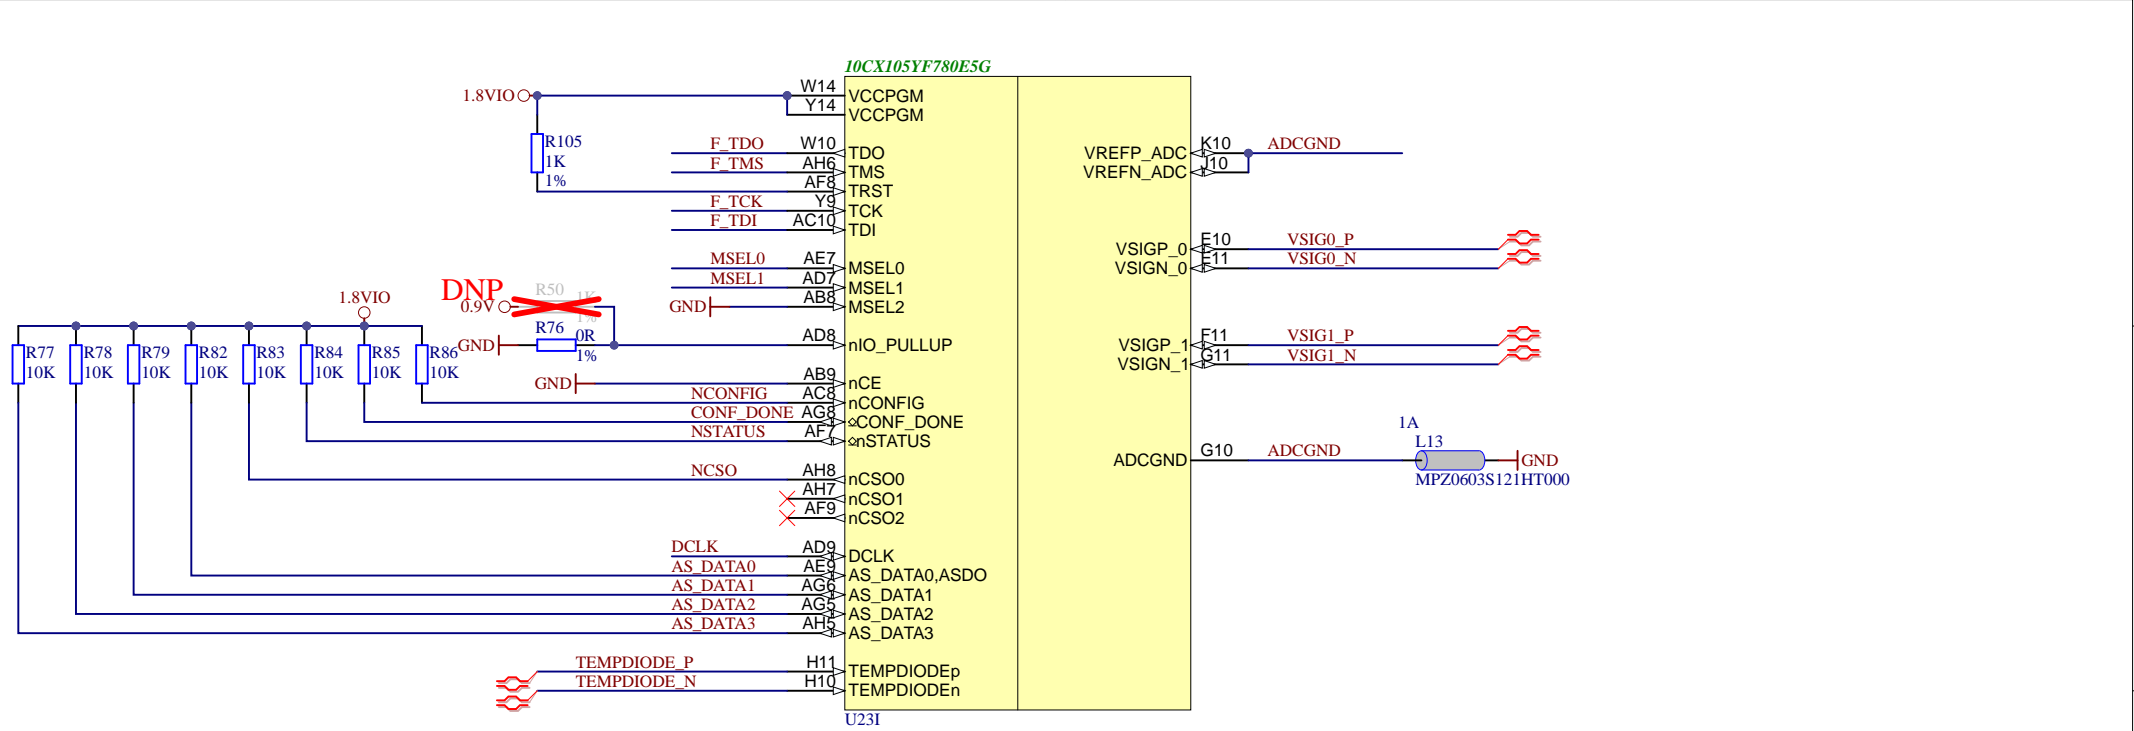 10CX105YF780E5G
1.8VIO
W14
VCCPGM
Y14
VCCPGM
R105
1K
1%
F_TDO
W10
TDO
F_TMS
AH6
TMS
AF8
TRST
F_TCK
Y9
TCK
F_TDI
AC10
TDI
MSEL0
AE7
MSEL0
MSEL1
AD7
MSEL1
GND
AB8
MSEL2
DNP
0.9V
R50
1K
1%
1.8VIO
R76
0R
1%
GND
AD8
nIO_PULLUP
R77
10K
R78
10K
R79
10K
R82
10K
R83
10K
R84
10K
R85
10K
R86
10K
GND
AB9
nCE
NCONFIG
AC8
nCONFIG
CONF_DONE
AG8
CONF_DONE
NSTATUS
AF7
nSTATUS
NCSO
AH8
nCSO0
AH7
nCSO1
AF9
nCSO2
DCLK
AD9
DCLK
AS_DATA0
AE9
AS_DATA0,ASDO
AS_DATA1
AG6
AS_DATA1
AS_DATA2
AG5
AS_DATA2
AS_DATA3
AH5
AS_DATA3
TEMPDIODE_P
H11
TEMPDIODEp
TEMPDIODE_N
H10
TEMPDIODEn
U23I
VREFP_ADC
K10
ADCGND
VREFN_ADC
J10
VSIGP_0
E10
VSIG0_P
VSIGN_0
E11
VSIG0_N
VSIGP_1
F11
VSIG1_P
VSIGN_1
G11
VSIG1_N
ADCGND
G10
ADCGND
1A
L13
GND
MPZ0603S121HT000